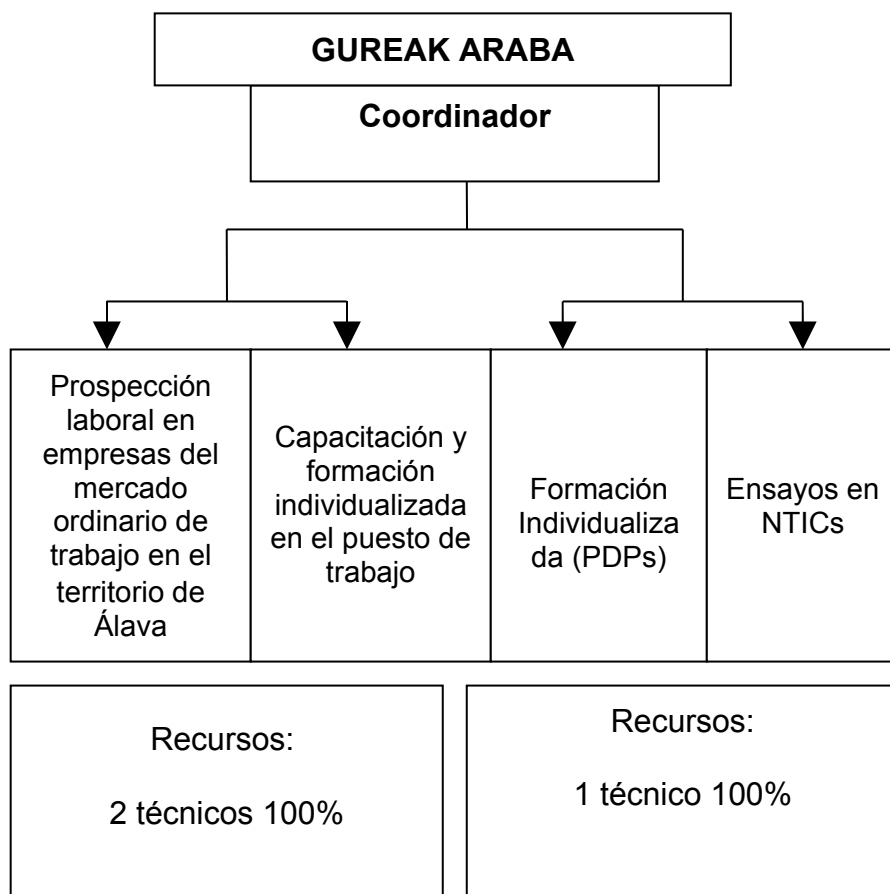 GUREAK ARABA
Coordinador
Prospección
laboral en
empresas del
mercado
ordinario de
trabajo en el
territorio de
Álava
Capacitación y
formación
individualizada
en el puesto de
trabajo
Formación
Individualiza
da (PDPs)
Ensayos en
NTICs
Recursos:
2 técnicos 100%
Recursos:
1 técnico 100%